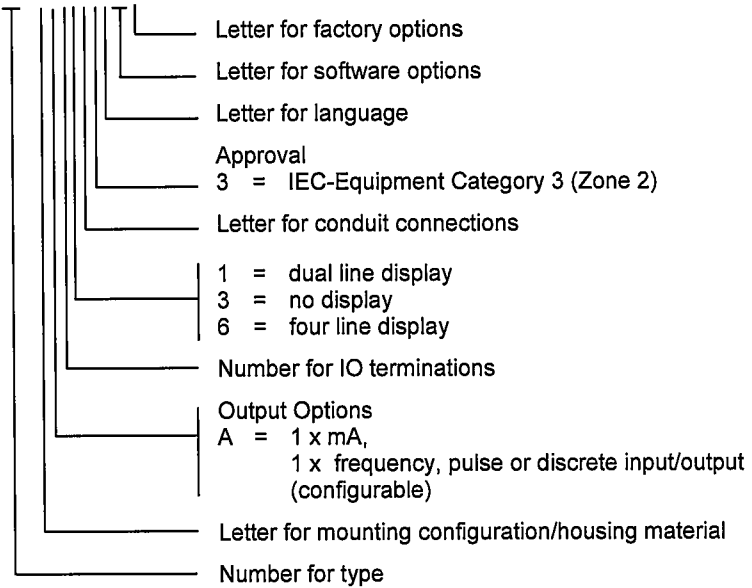 Letter for factory options
Letter for software options
Letter for language
Approval
3 = IEC-Equipment Category 3 (Zone 2)
Letter for conduit connections
1 = dual line display
3 = no display
6 = four line display
Number for IO terminations
Output Options
A = 1 x mA,
1 x frequency, pulse or discrete input/output
(configurable)
Letter for mounting configuration/housing material
Number for type